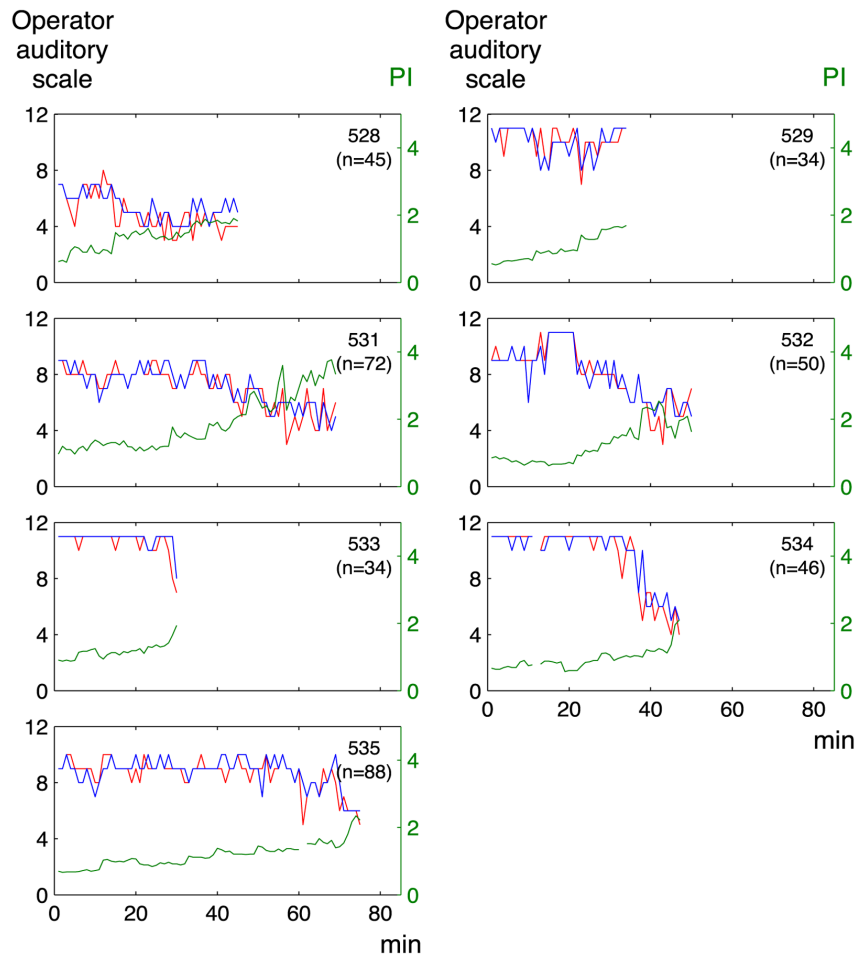 Operator
auditory
scale
PI
Operator
auditory
scale
PI
12
8
4
0
4
2
0
528
(n=45)
12
8
4
0
4
2
0
529
(n=34)
12
8
4
0
4
2
0
531
(n=72)
12
8
4
0
4
2
0
532
(n=50)
12
8
4
0
4
2
0
533
(n=34)
12
8
4
0
4
2
0
534
(n=46)
0 20 40 60 80
min
12
8
4
0
4
2
0
535
(n=88)
0 20 40 60 80
min